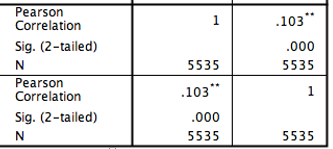 Pearson
Correlation 1 .103**
Sig. (2-tailed) .000
N 5535 5535
Pearson
Correlation .103** 1
Sig. (2-tailed) .000
N 5535 5535